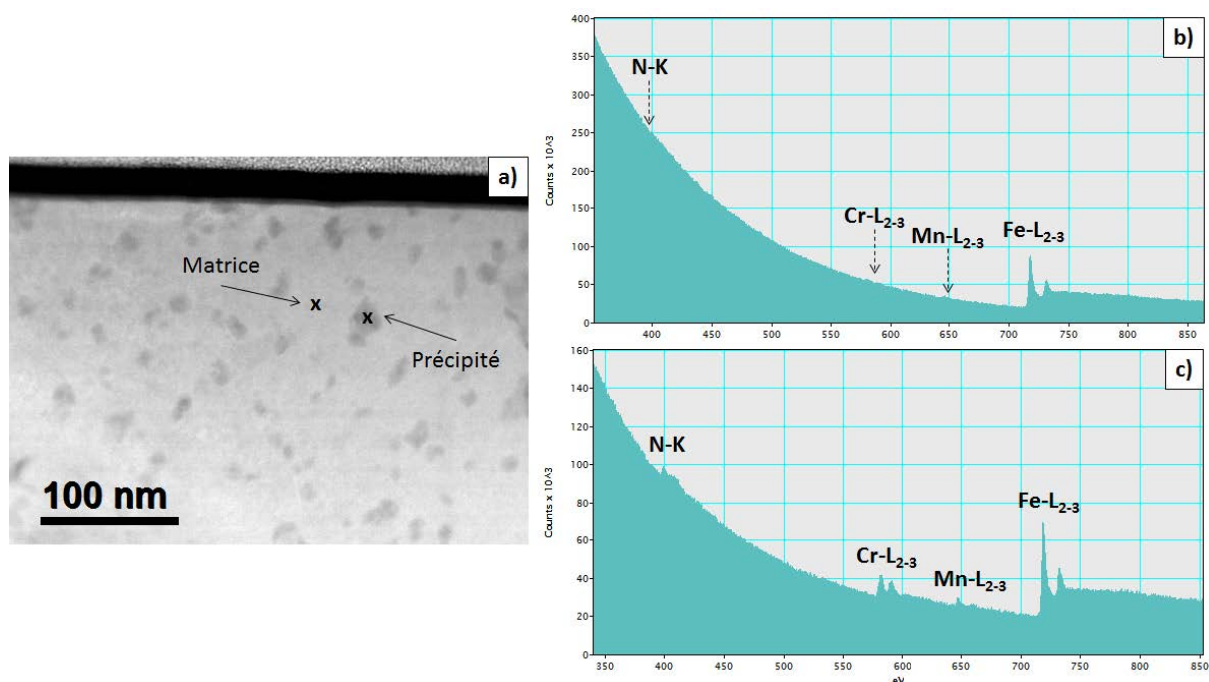 a)
Matrice
x
x
Précipité
100 nm
b)
Counts x 10^3
400
350
300
250
200
150
100
50
0
N-K
Cr-L2-3
Mn-L2-3
Fe-L2-3
400 450 500 550 600 650 700 750 800 850
c)
Counts x 10^3
160
140
120
100
80
60
40
20
0
N-K
Cr-L2-3
Mn-L2-3
Fe-L2-3
350 400 450 500 550 600 650 700 750 800 850
eV